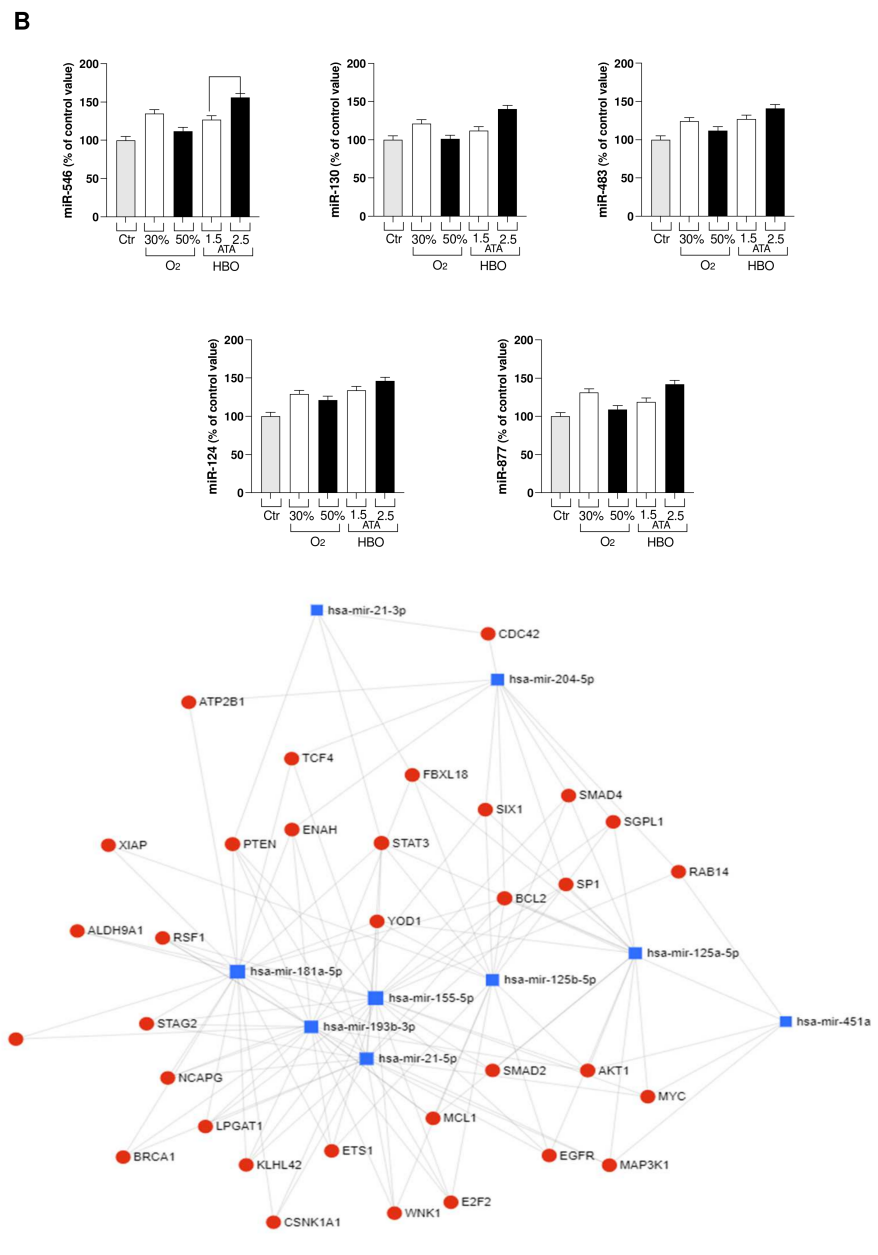 B
miR-546 (% of control value)
200
150
100
50
0
Ctr 30% 50% 1.5 2.5
ATA
O2 HBO
miR-130 (% of control value)
200
150
100
50
0
Ctr 30% 50% 1.5 2.5
ATA
O2 HBO
miR-483 (% of control value)
200
150
100
50
0
Ctr 30% 50% 1.5 2.5
ATA
O2 HBO
miR-124 (% of control value)
200
150
100
50
0
Ctr 30% 50% 1.5 2.5
ATA
O2 HBO
miR-877 (% of control value)
200
150
100
50
0
Ctr 30% 50% 1.5 2.5
ATA
O2 HBO
hsa-mir-21-3p
CDC42
hsa-mir-204-5p
ATP2B1
TCF4
FBXL18
SMAD4
SIX1
SGPL1
ENAH
XIAP
PTEN
STAT3
RAB14
SP1
BCL2
YOD1
ALDH9A1
RSF1
hsa-mir-125a-5p
hsa-mir-181a-5p
hsa-mir-125b-5p
hsa-mir-155-5p
hsa-mir-451a
STAG2
hsa-mir-193b-3p
hsa-mir-21-5p
SMAD2
AKT1
NCAPG
MYC
MCL1
LPGAT1
ETS1
BRCA1
EGFR
KLHL42
MAP3K1
E2F2
WNK1
CSNK1A1